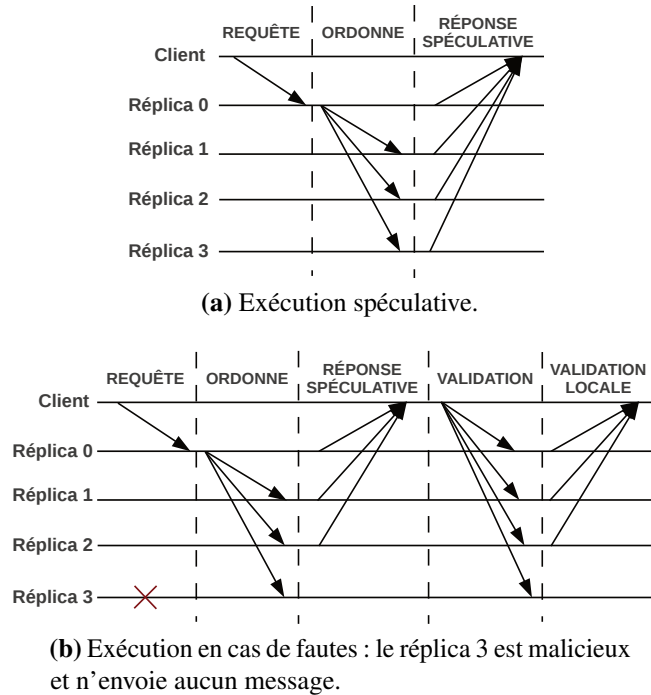 REQUÊTE ORDONNE RÉPONSE SPÉCULATIVE
Client
Réplica 0
Réplica 1
Réplica 2
Réplica 3
(a) Exécution spéculative.
REQUÊTE ORDONNE RÉPONSE SPÉCULATIVE VALIDATION VALIDATION LOCALE
Client
Réplica 0
Réplica 1
Réplica 2
Réplica 3
(b) Exécution en cas de fautes : le réplica 3 est malicieux
et n'envoie aucun message.